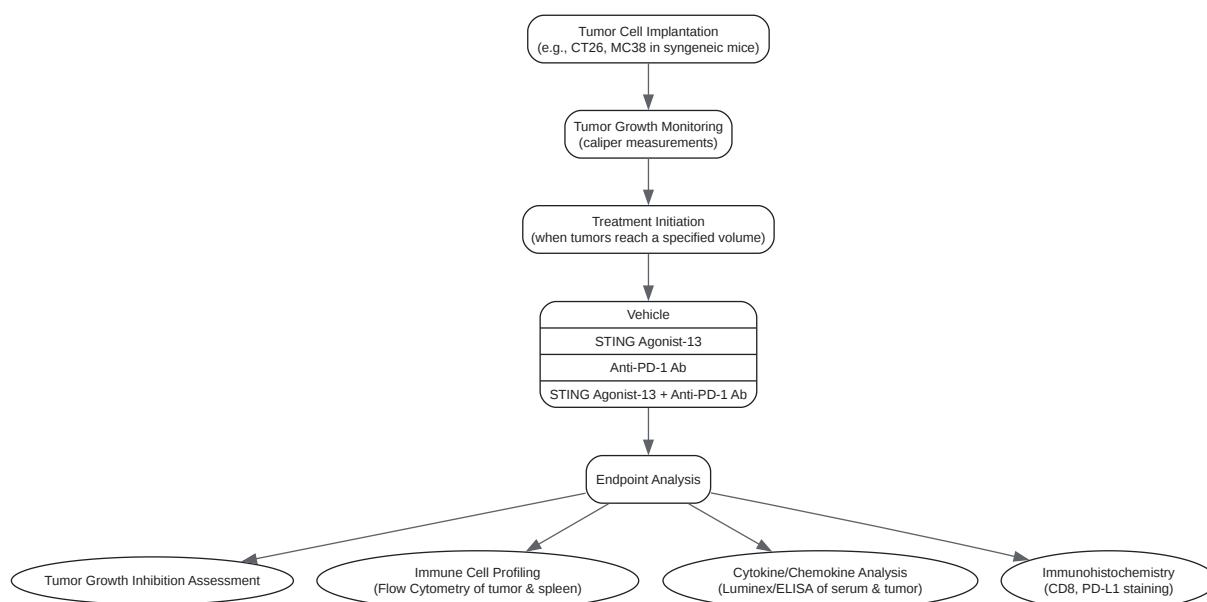 Tumor Cell Implantation
(e.g., CT26, MC38 in syngeneic mice)
Tumor Growth Monitoring
(caliper measurements)
Treatment Initiation
(when tumors reach a specified volume)
Vehicle
STING Agonist-13
Anti-PD-1 Ab
STING Agonist-13 + Anti-PD-1 Ab
Endpoint Analysis
Tumor Growth Inhibition Assessment
Immune Cell Profiling
(Flow Cytometry of tumor & spleen)
Cytokine/Chemokine Analysis
(Luminex/ELISA of serum & tumor)
Immunohistochemistry
(CD8, PD-L1 staining)